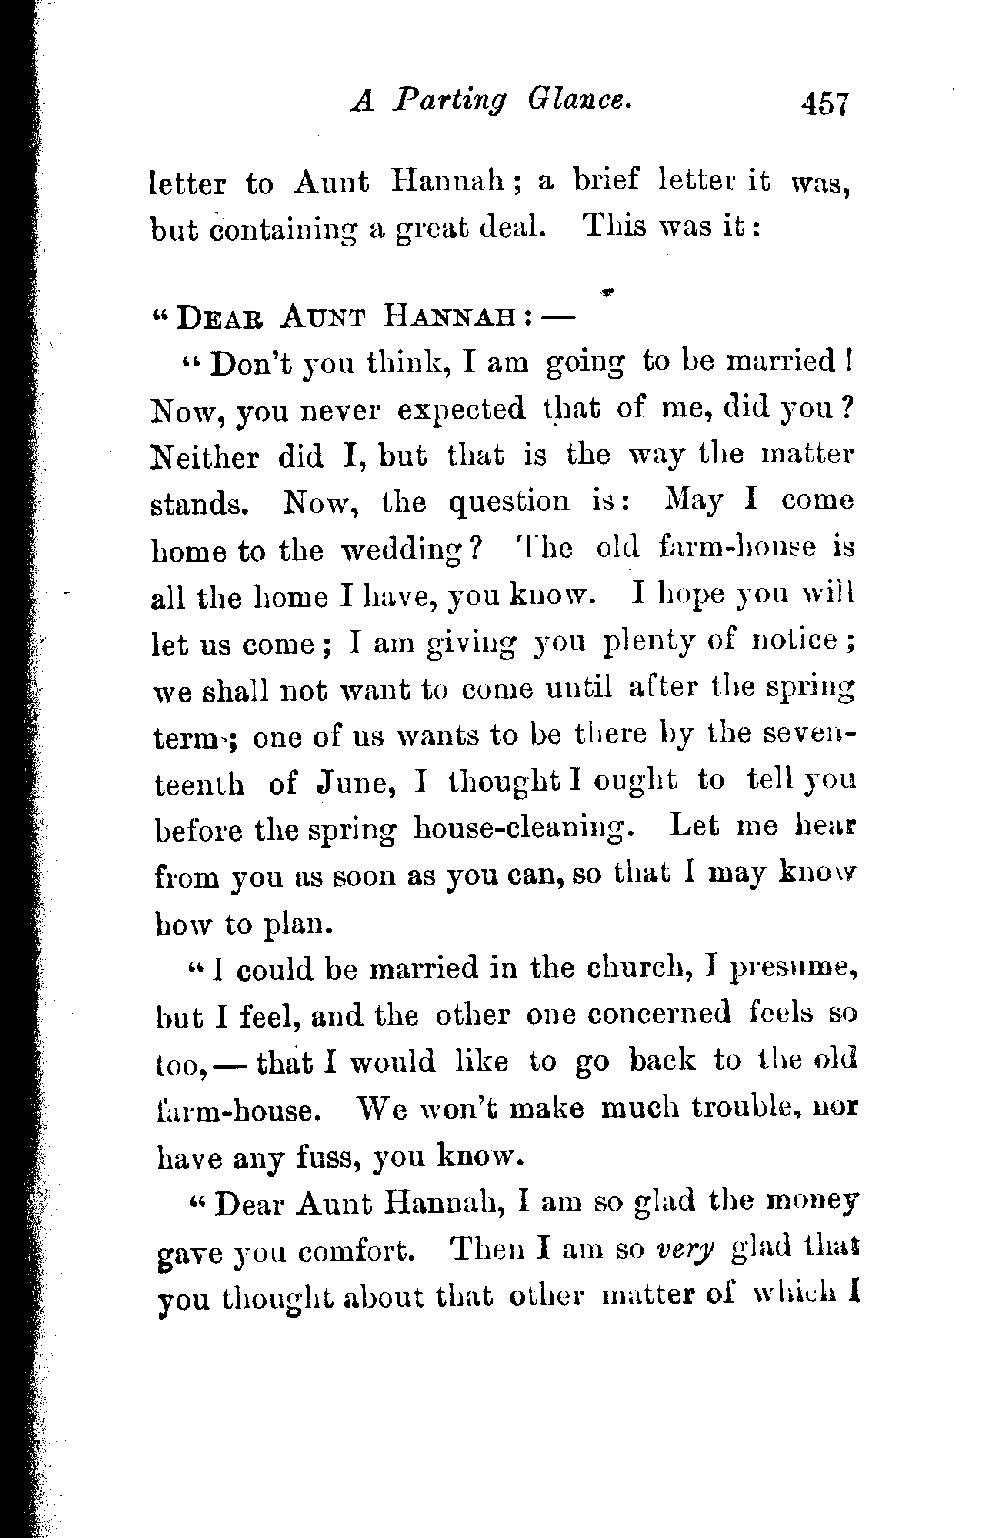 A Parting Glance. 457
letter to Aunt Hannah; a brief letter it was,
but containing a great deal. This was it:
"DEAR AUNT HANNAH:—
"Don't you think, I am going to be married!
Now, you never expected that of me, did you?
Neither did I, but that is the way the matter
stands. Now, the question is: May I come
home to the wedding? The old farm-house is
all the home I have, you know. I hope you will
let us come; I am giving you plenty of notice;
we shall not want to come until after the spring
term; one of us wants to be there by the seven-
teenth of June, I thought I ought to tell you
before the spring house-cleaning. Let me hear
from you as soon as you can, so that I may know
how to plan.
"I could be married in the church, I presume,
but I feel, and the other one concerned feels so
too,—that I would like to go back to the old
farm-house. We won't make much trouble, nor
have any fuss, you know.
"Dear Aunt Hannah, I am so glad the money
gave you comfort. Then I am so very glad that
you thought about that other matter of which I